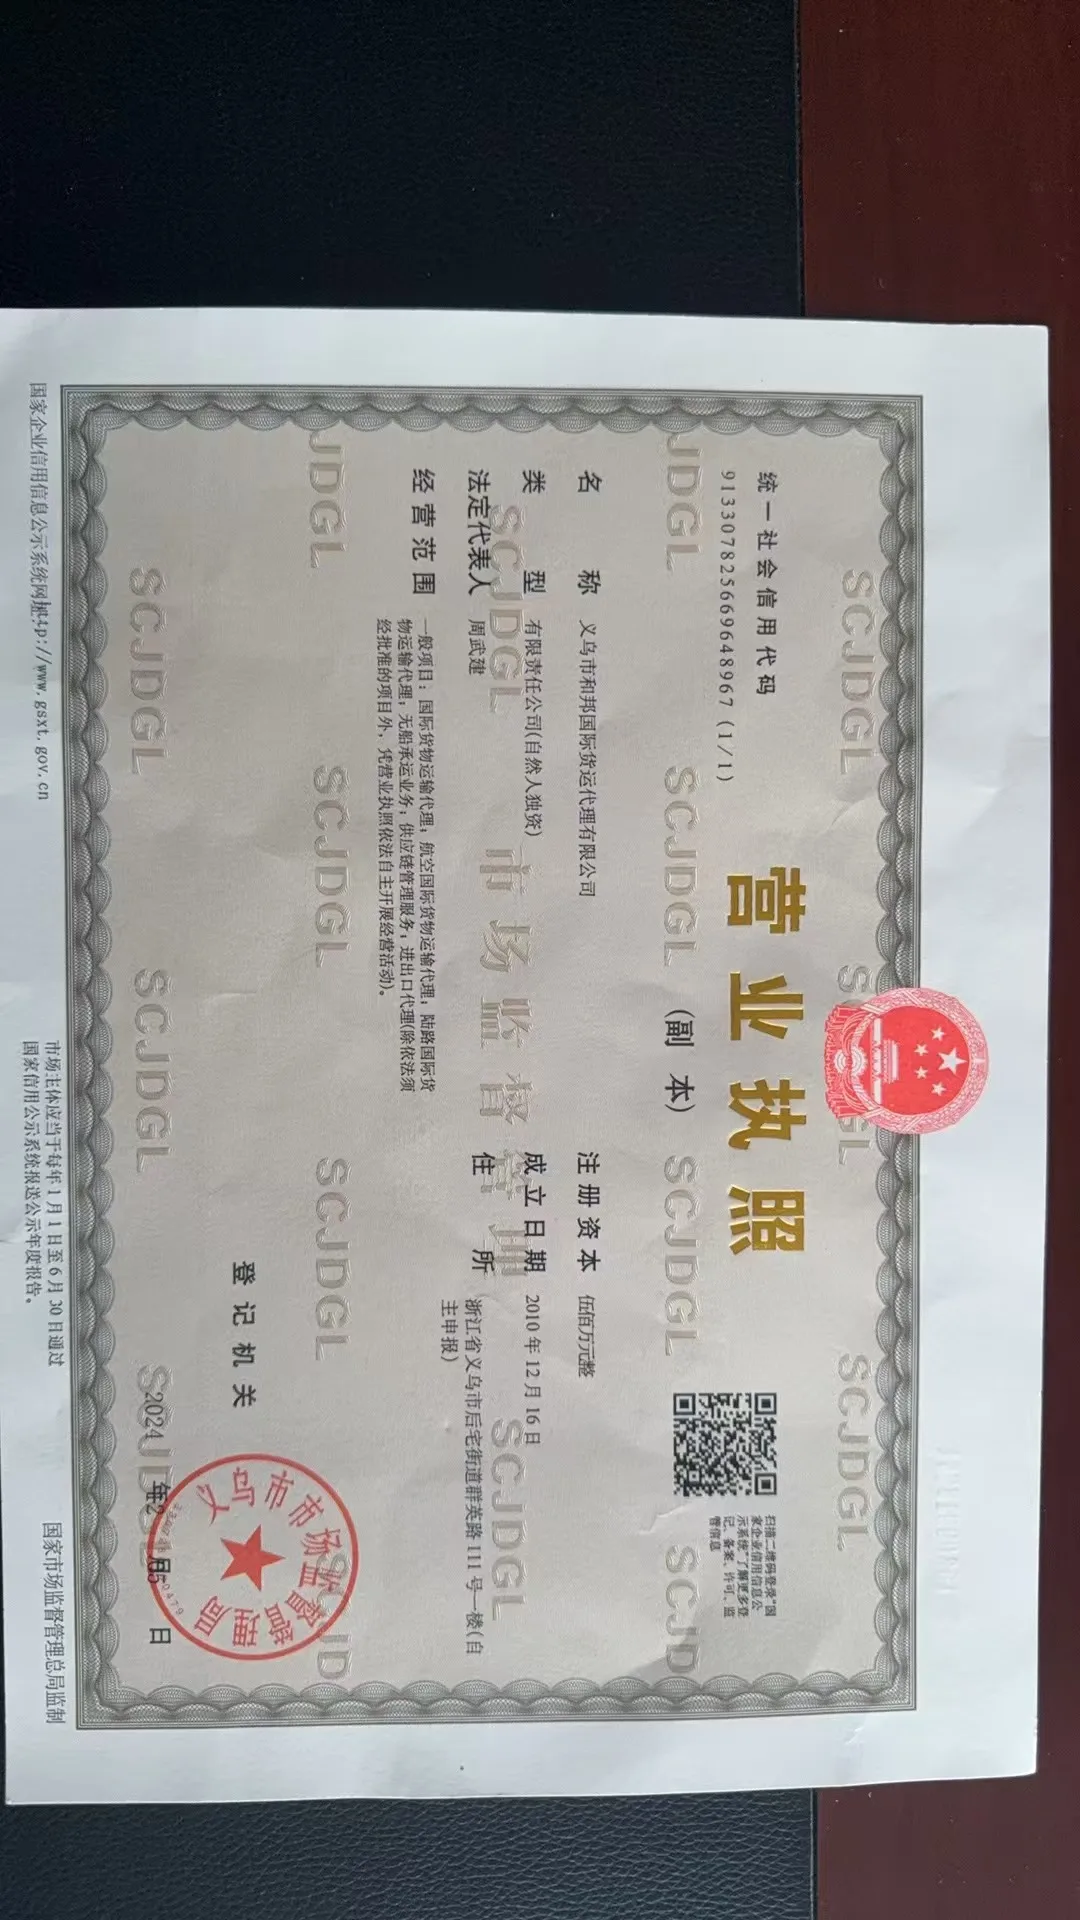 营业执照
(副 本)
统一社会信用代码
91330782566964896​7 (1/1)
扫描二维码登录“国
家企业信用信息公
示系统”了解更多登
记、备案、许可、监
管信息
名 称 义乌市和邦国际货运代理有限公司
类 型 有限责任公司(自然人独资)
法定代表人 周武建
经营范围 一般项目：国际货物运输代理；航空国际货物运输代理；陆路国际货
物运输代理；无船承运业务；供应链管理服务；进出口代理(除依法须
经批准的项目外，凭营业执照依法自主开展经营活动)。
注册资本 伍佰万元整
成立日期 2010年12月16日
住 所 浙江省义乌市后宅街道群英路111号一楼(自
主申报)
登记机关
2024 年2 月5 日
义乌市市场监督管理局
SCJDGL
市场监督管理
国家企业信用信息公示系统网址:http://www.gsxt.gov.cn
市场主体应当于每年1月1日至6月30日通过
国家信用公示系统报送公示年度报告。
国家市场监督管理总局监制